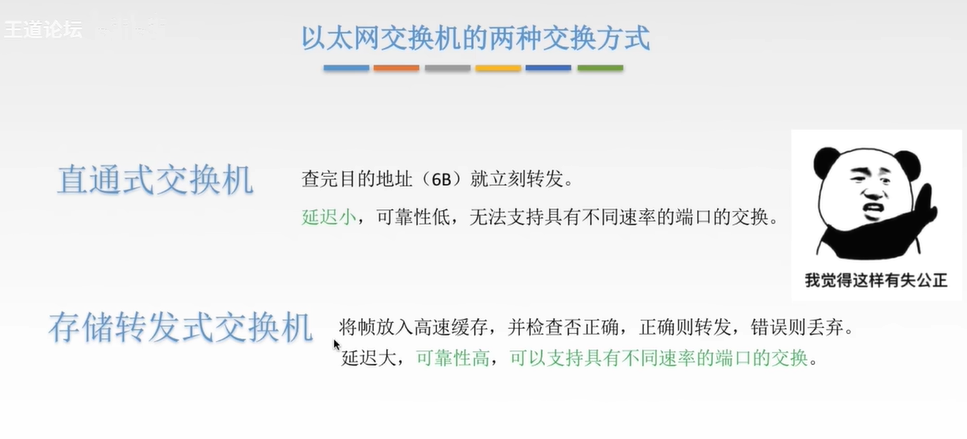 王道论坛
以太网交换机的两种交换方式
直通式交换机
查完目的地址（6B）就立刻转发。
延迟小，可靠性低，无法支持具有不同速率的端口的交换。
我觉得这样有失公正
存储转发式交换机
将帧放入高速缓存，并检查否正确，正确则转发，错误则丢弃。
延迟大，可靠性高，可以支持具有不同速率的端口的交换。